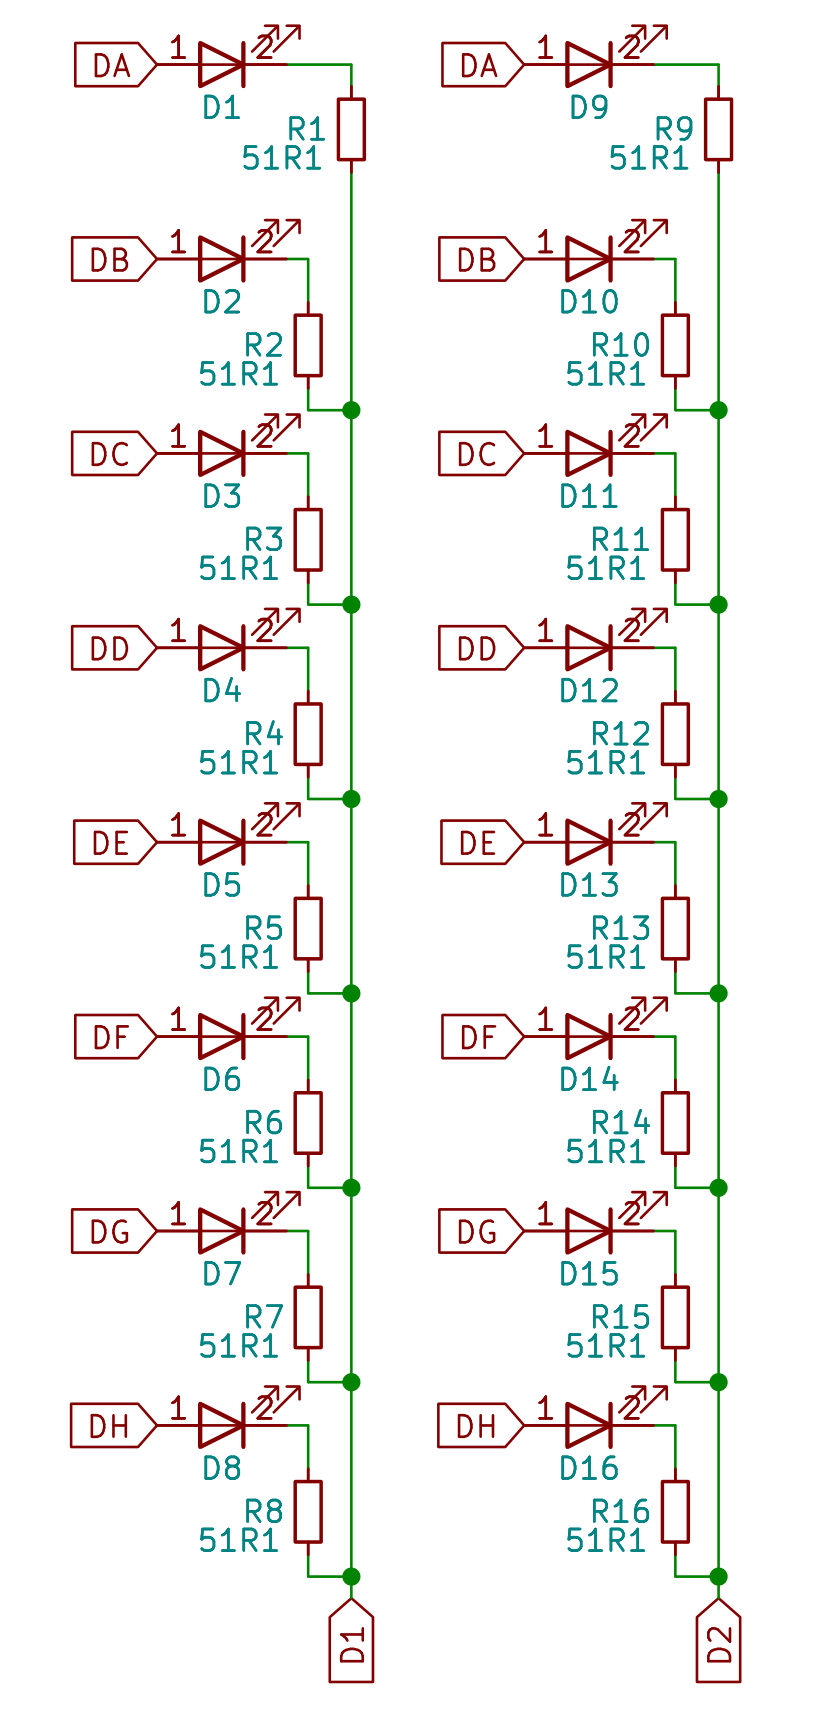 DA 1 2 DA 1 2
D1 D9
R1 R9
51R1 51R1
DB 1 2 DB 1 2
D2 D10
R2 R10
51R1 51R1
DC 1 2 DC 1 2
D3 D11
R3 R11
51R1 51R1
DD 1 2 DD 1 2
D4 D12
R4 R12
51R1 51R1
DE 1 2 DE 1 2
D5 D13
R5 R13
51R1 51R1
DF 1 2 DF 1 2
D6 D14
R6 R14
51R1 51R1
DG 1 2 DG 1 2
D7 D15
R7 R15
51R1 51R1
DH 1 2 DH 1 2
D8 D16
R8 R16
51R1 51R1
D1 D2